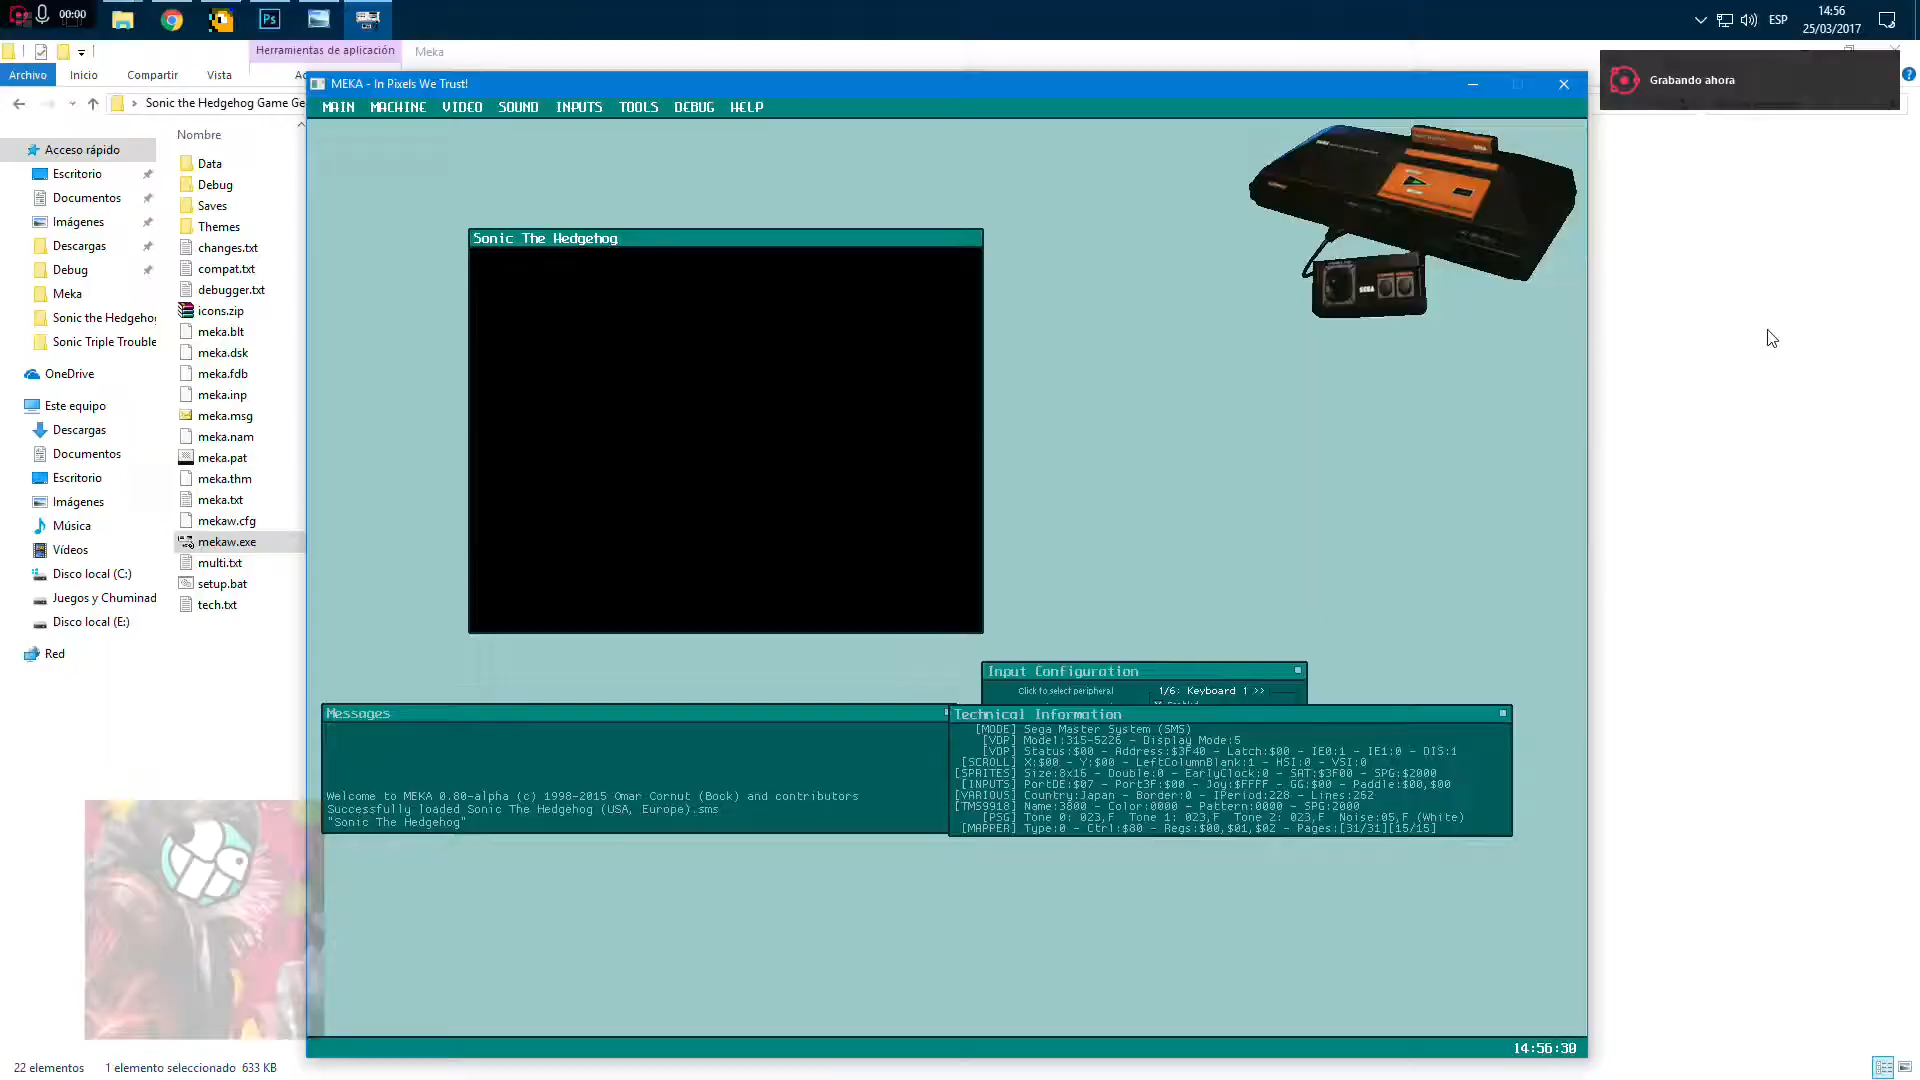 00:00
Ps
ESP
14:56
25/03/2017
Herramientas de aplicación
Meka
Archivo
Inicio
Compartir
Vista
Grabando ahora
Sonic the Hedgehog Game Ge
MEKA - In Pixels We Trust!
MAIN MACHINE VIDEO SOUND INPUTS TOOLS DEBUG HELP
Acceso rápido
Escritorio
Documentos
Imágenes
Descargas
Debug
Meka
Sonic the Hedgehog
Sonic Triple Trouble
OneDrive
Este equipo
Descargas
Documentos
Escritorio
Imágenes
Música
Vídeos
Disco local (C:)
Juegos y Chuminad
Disco local (E:)
Red
Nombre
Data
Debug
Saves
Themes
changes.txt
compat.txt
debugger.txt
icons.zip
meka.blt
meka.dsk
meka.fdb
meka.inp
meka.msg
meka.nam
meka.pat
meka.thm
meka.txt
mekaw.cfg
mekaw.exe
multi.txt
setup.bat
tech.txt
Sonic The Hedgehog
SEGA
Input Configuration
Click to select peripheral
1/6: Keyboard 1 >>
Messages
Welcome to MEKA 0.80-alpha (c) 1998-2015 Omar Cornut (Bock) and contributors
Successfully loaded Sonic The Hedgehog (USA, Europe).sms
"Sonic The Hedgehog"
Technical Information
[MODE] Sega Master System (SMS)
[VDP] Model:315-5226 - Display Mode:5
[VDP] Status:$00 - Address:$3F40 - Latch:$00 - IE0:1 - IE1:0 - DIS:1
[SCROLL] X:$00 - Y:$00 - LeftColumnBlank:1 - HSI:0 - VSI:0
[SPRITES] Size:8x16 - Double:0 - EarlyClock:0 - SAT:$3F00 - SPG:$2000
[INPUTS] PortDE:$07 - Port3F:$00 - Joy:$FFFF - GG:$00 - Paddle:$00,$00
[VARIOUS] Country:Japan - Border:0 - IPeriod:228 - Lines:262
[TMS9918] Name:3800 - Color:0000 - Pattern:0000 - SPG:2000
[PSG] Tone 0: 023,F Tone 1: 023,F Tone 2: 023,F Noise:05,F (White)
[MAPPER] Type:0 - Ctrl:$80 - Regs:$00,$01,$02 - Pages:[31/31][15/15]
14:56:30
22 elementos
1 elemento seleccionado 633 KB